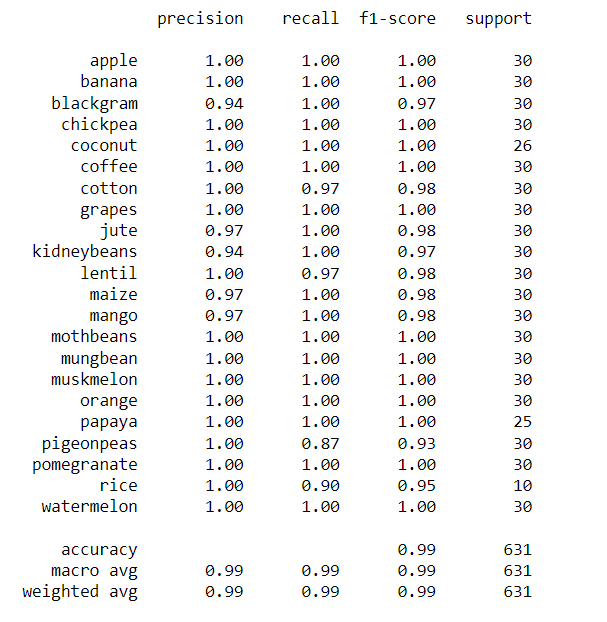 precision recall f1-score support
apple 1.00 1.00 1.00 30
banana 1.00 1.00 1.00 30
blackgram 0.94 1.00 0.97 30
chickpea 1.00 1.00 1.00 30
coconut 1.00 1.00 1.00 26
coffee 1.00 1.00 1.00 30
cotton 1.00 0.97 0.98 30
grapes 1.00 1.00 1.00 30
jute 0.97 1.00 0.98 30
kidneybeans 0.94 1.00 0.97 30
lentil 1.00 0.97 0.98 30
maize 0.97 1.00 0.98 30
mango 0.97 1.00 0.98 30
mothbeans 1.00 1.00 1.00 30
mungbean 1.00 1.00 1.00 30
muskmelon 1.00 1.00 1.00 30
orange 1.00 1.00 1.00 30
papaya 1.00 1.00 1.00 25
pigeonpeas 1.00 0.87 0.93 30
pomegranate 1.00 1.00 1.00 30
rice 1.00 0.90 0.95 10
watermelon 1.00 1.00 1.00 30
accuracy 0.99 631
macro avg 0.99 0.99 0.99 631
weighted avg 0.99 0.99 0.99 631